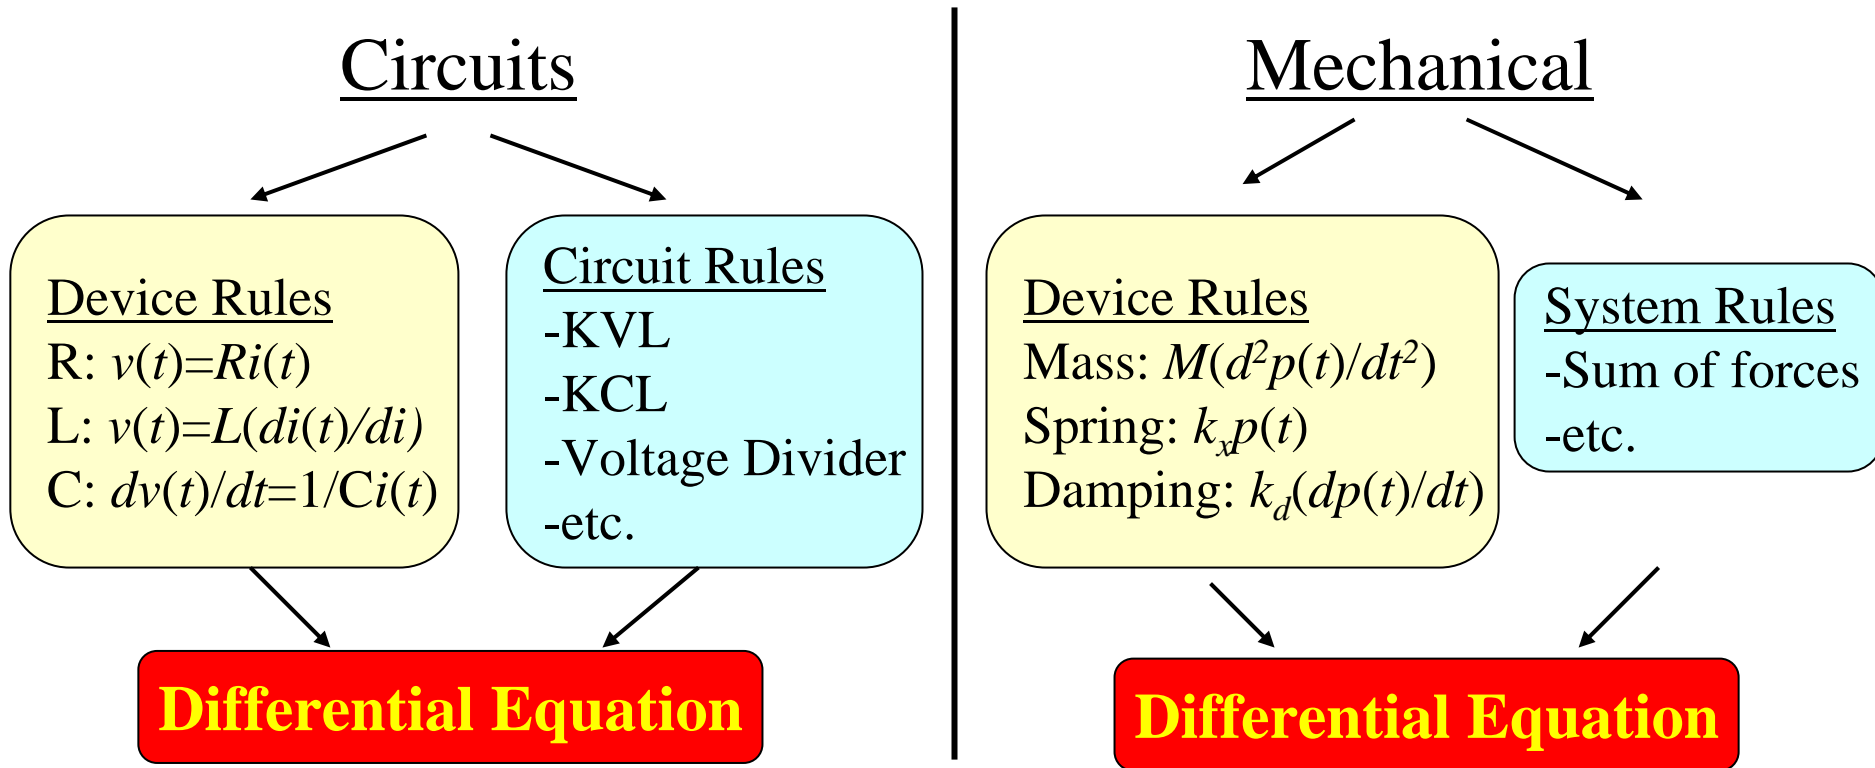 Circuits
Device Rules
R: v(t)=Ri(t)
L: v(t)=L(di(t)/di)
C: dv(t)/dt=1/Ci(t)
Circuit Rules
-KVL
-KCL
-Voltage Divider
-etc.
Differential Equation
Mechanical
Device Rules
Mass: M(d²p(t)/dt²)
Spring: kₓp(t)
Damping: k_d(dp(t)/dt)
System Rules
-Sum of forces
-etc.
Differential Equation